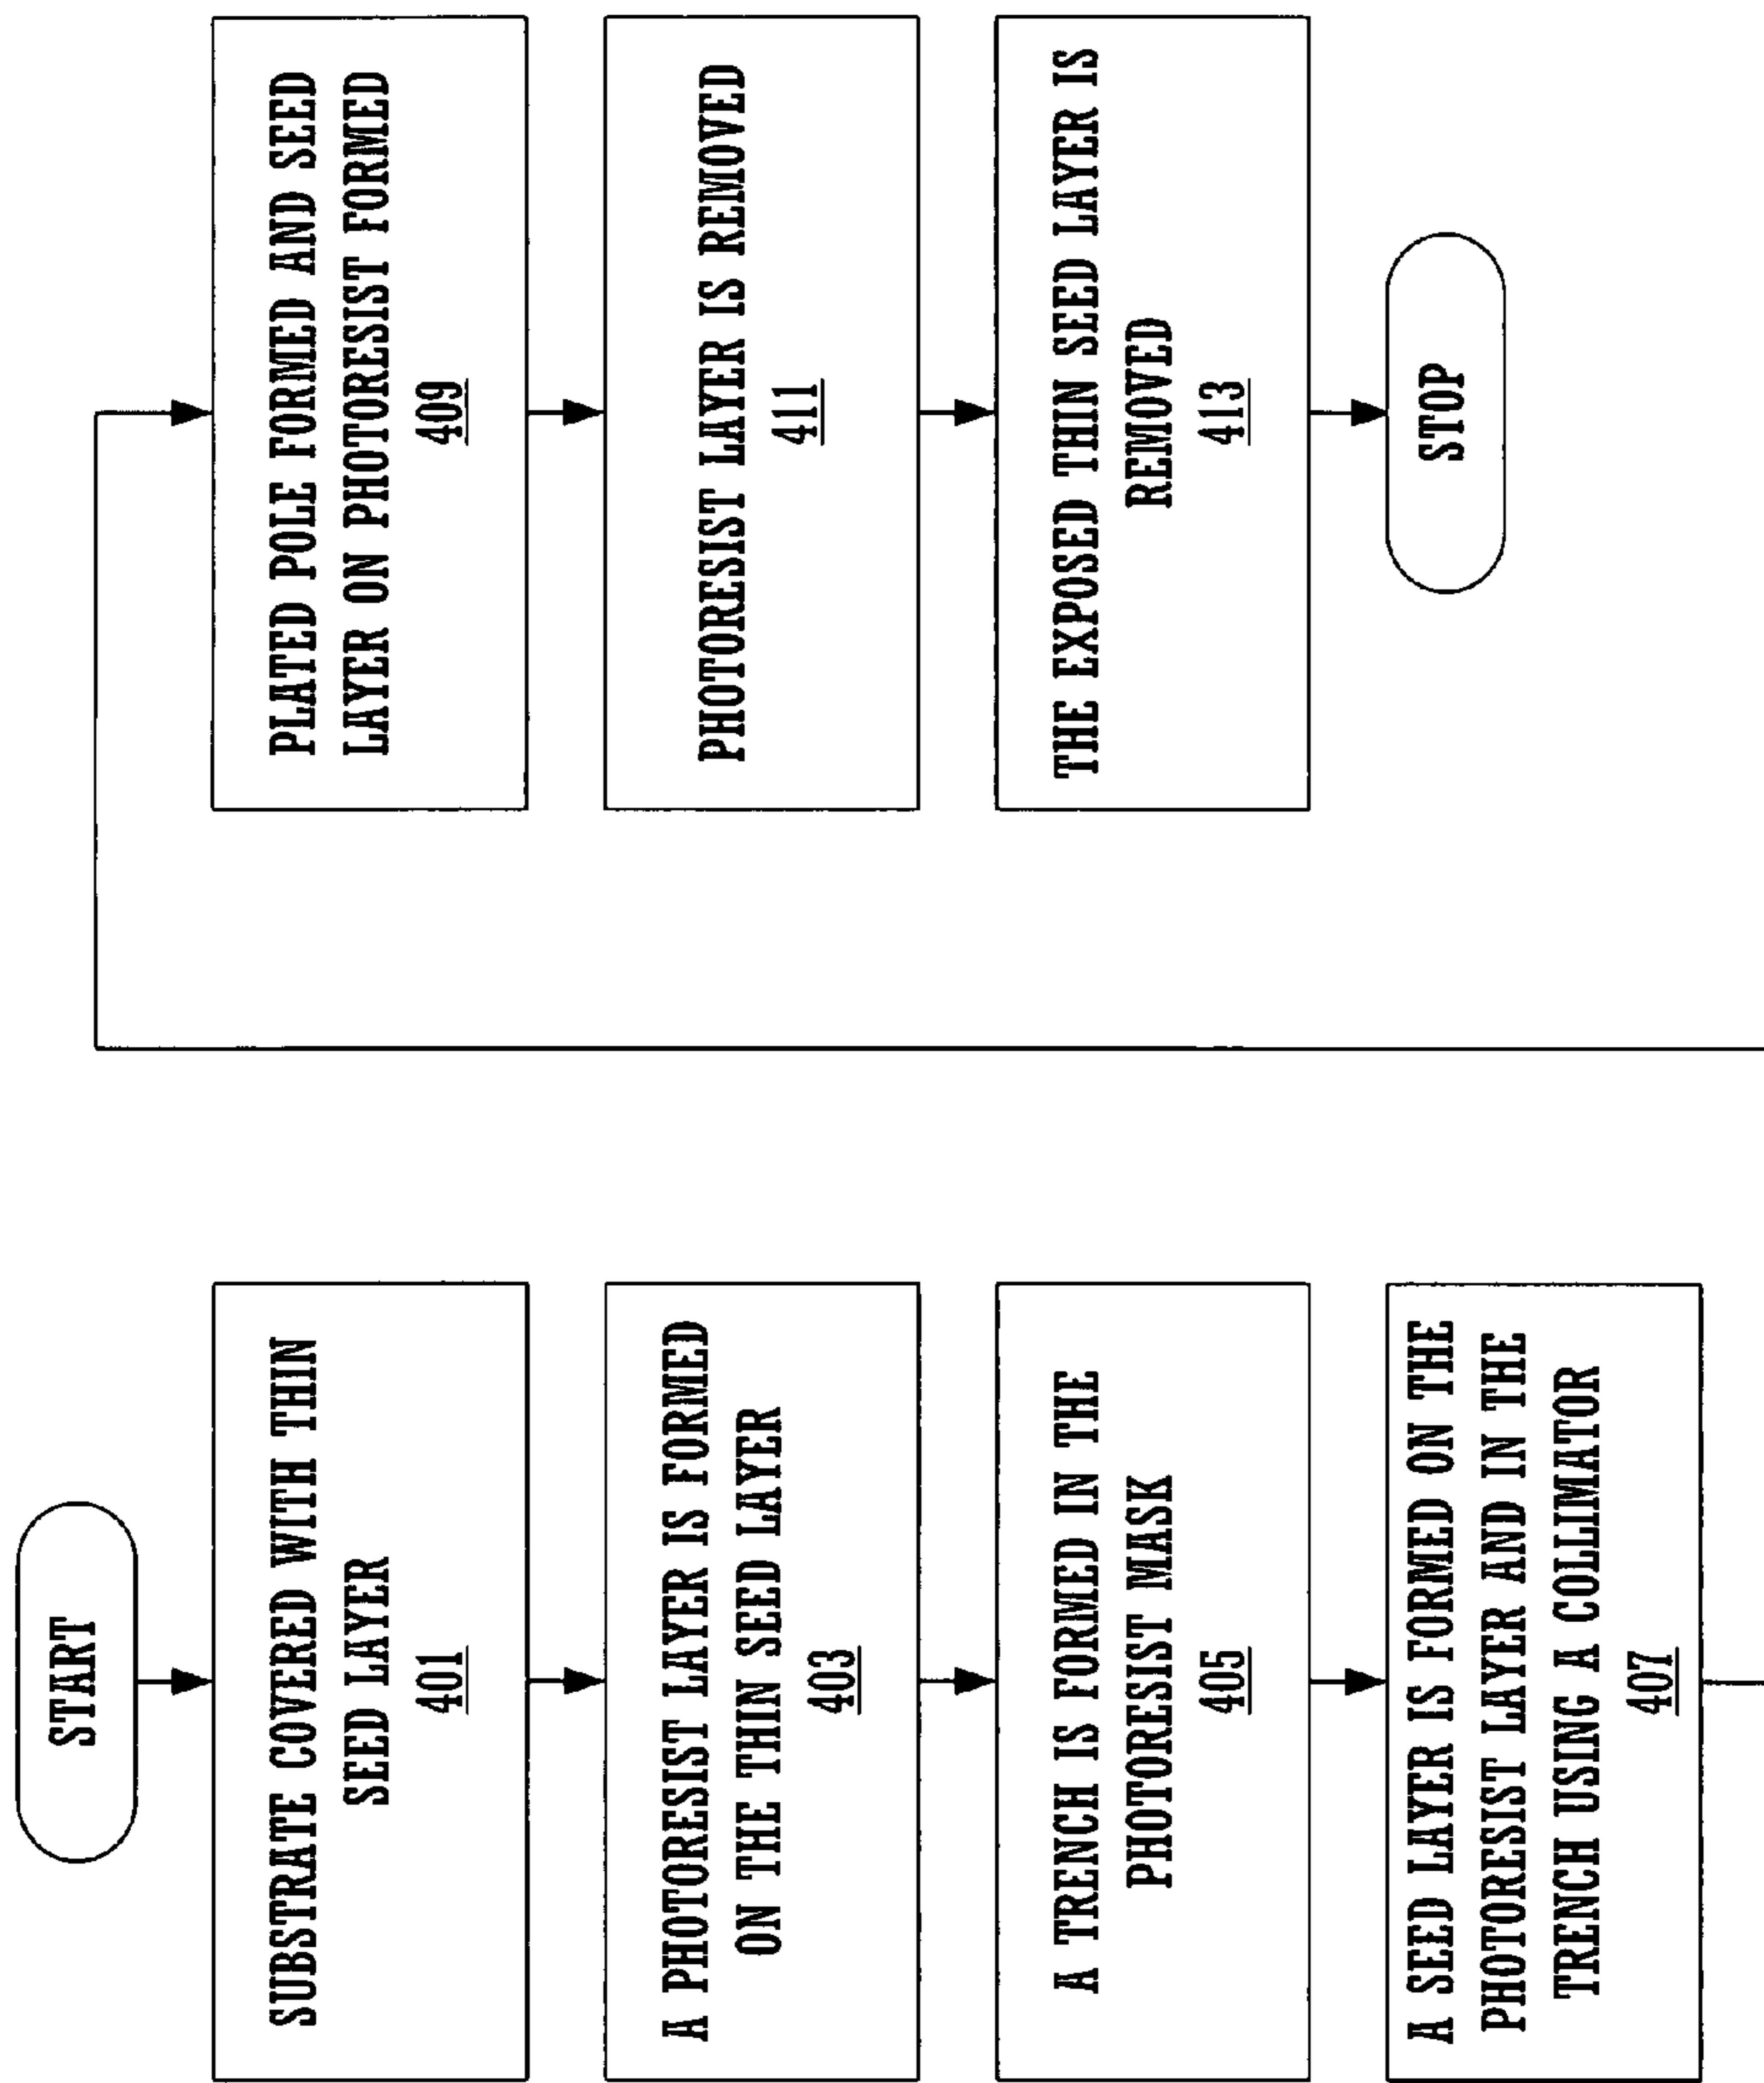 START
SUBSTRATE COVERED WITH THIN
SEED LAYER
401
A PHOTORESIST LAYER IS FORMED
ON THE THIN SEED LAYER
403
A TRENCH IS FORMED IN THE
PHOTORESIST MASK
405
A SEED LAYER IS FORMED ON THE
PHOTORESIST LAYER AND IN THE
TRENCH USING A COLLIMATOR
407
PLATED POLE FORMED AND SEED
LAYER ON PHOTORESIST FORMED
409
PHOTORESIST LAYER IS REMOVED
411
THE EXPOSED THIN SEED LAYER IS
REMOVED
413
STOP